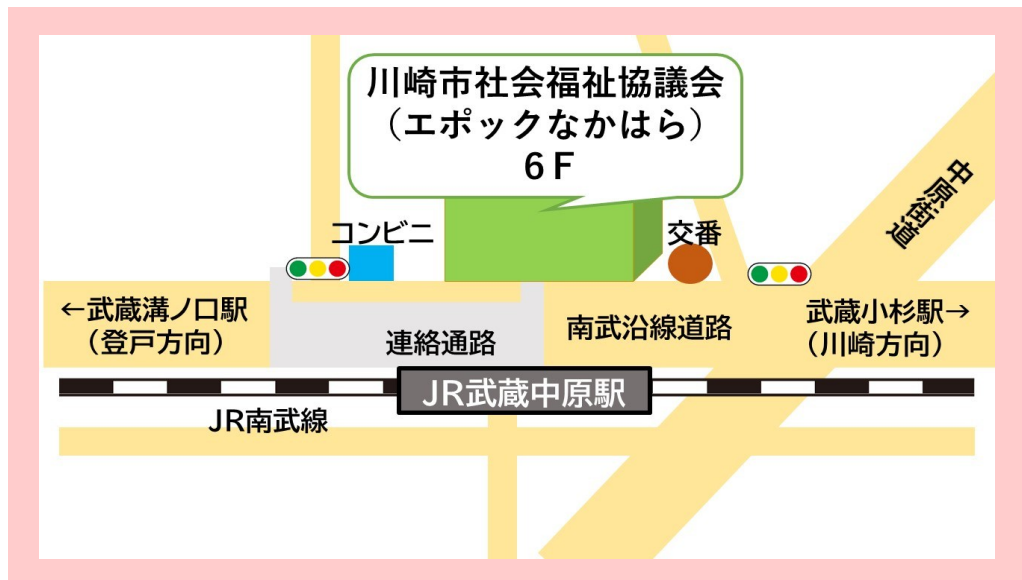 川崎市社会福祉協議会
（エポックなかはら）
６Ｆ
中原街道
コンビニ
交番
←武蔵溝ノ口駅
（登戸方向）
連絡通路
南武沿線道路
武蔵小杉駅→
（川崎方向）
JR武蔵中原駅
JR南武線